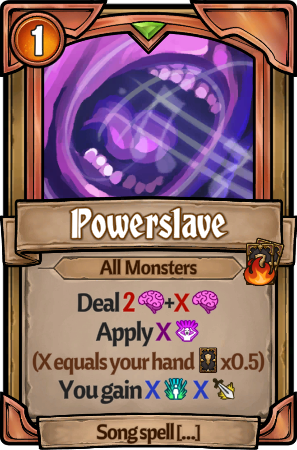 1
Powerslave
All Monsters
Deal 2 +X
Apply X
(X equals your hand x0.5)
You gain X X
Song spell [...]